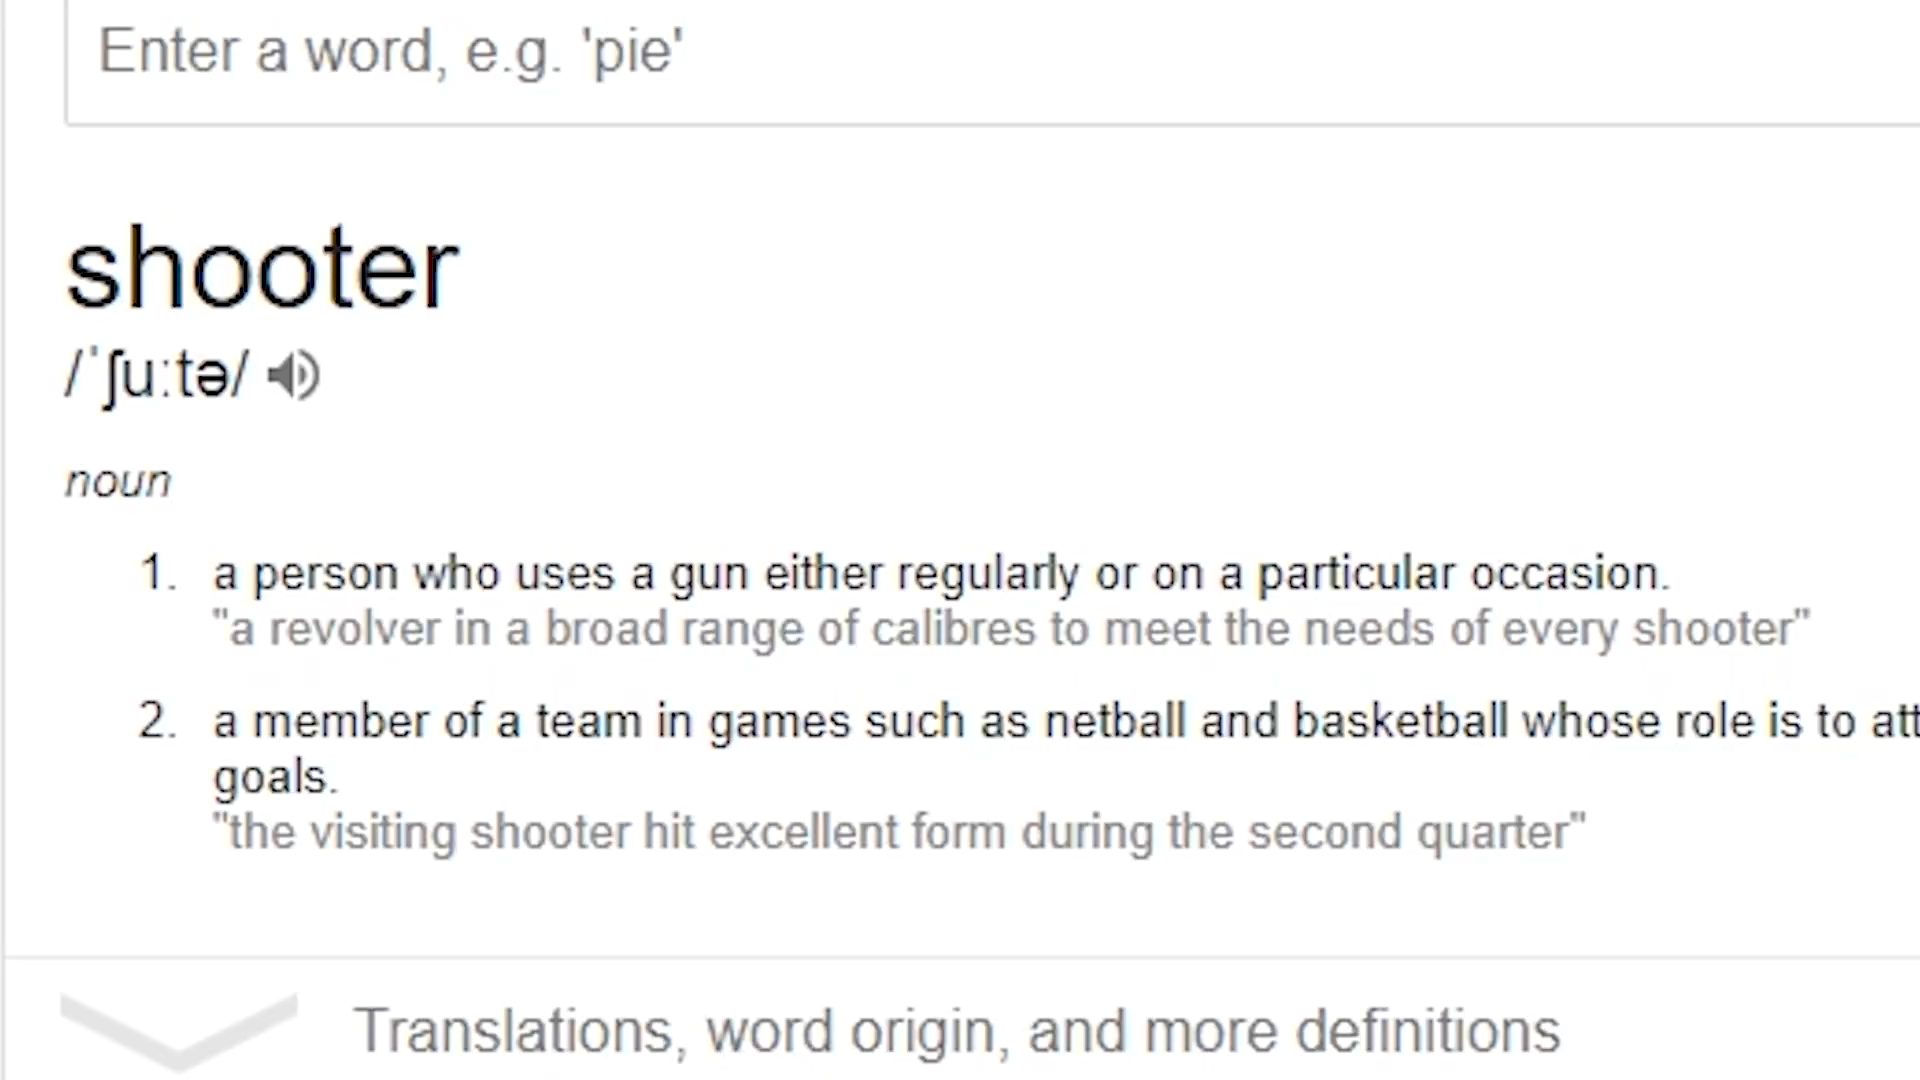 Enter a word, e.g. 'pie'
shooter
/ˈʃuːtə/
noun
1. a person who uses a gun either regularly or on a particular occasion.
"a revolver in a broad range of calibres to meet the needs of every shooter"
2. a member of a team in games such as netball and basketball whose role is to
goals.
"the visiting shooter hit excellent form during the second quarter"
Translations, word origin, and more definitions